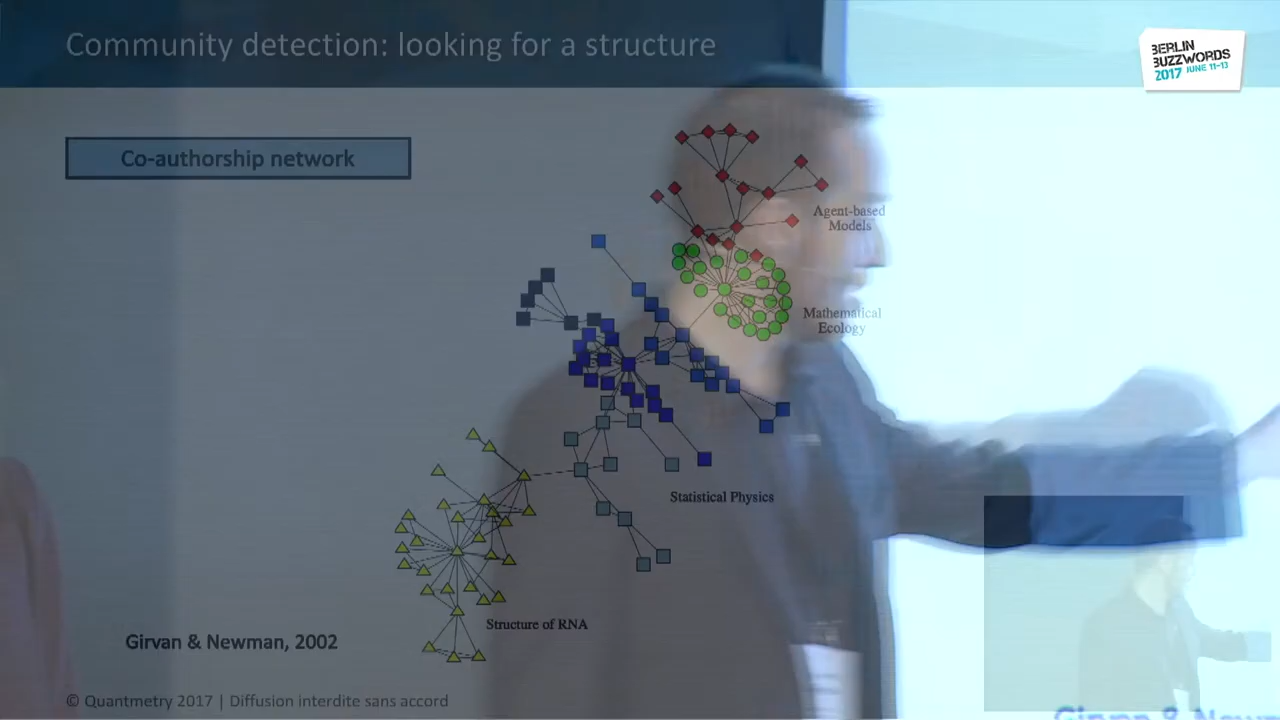 Community detection: looking for a structure
BERLIN
BUZZWORDS
2017 JUNE 11-13
Co-authorship network
Agent-based
Models
Mathematical
Ecology
Statistical Physics
Structure of RNA
Girvan & Newman, 2002
© Quantmetry 2017 | Diffusion interdite sans accord